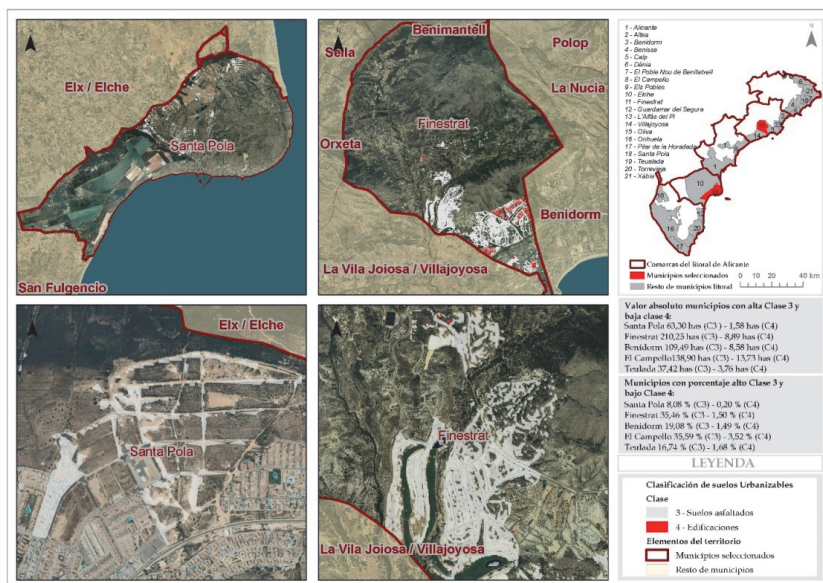 Elx / Elche
Santa Pola
San Fulgencio
Benimantell
Sella
Polop
La Nucia
Finestrat
Orxeta
Benidorm
La Vila Joiosa / Villajoyosa
1 - Alicante
2 - Altea
3 - Benidorm
4 - Benissa
5 - Calp
6 - Dénia
7 - El Poble Nou de Benitatxell
8 - El Campello
9 - Els Poblets
10 - Elche
11 - Finestrat
12 - Guardamar del Segura
13 - L'Alfàs del Pi
14 - Villajoyosa
15 - Oliva
16 - Orihuela
17 - Pilar de la Horadada
18 - Santa Pola
19 - Teulada
20 - Torrevieja
21 - Xàbia
Comarcas del litoral de Alicante
Municipios seleccionados
0 10 20 40 km
Resto de municipios litoral
Elx / Elche
Santa Pola
Finestrat
La Vila Joiosa / Villajoyosa
Valor absoluto municipios con alta Clase 3 y
baja clase 4:
Santa Pola 63,30 has (C3 ) - 1,58 has (C4)
Finestrat 210,25 has (C3) - 8,89 has (C4)
Benidorm 109,49 has (C3) - 8,58 has (C4)
El Campello138,90 has (C3) - 13,73 has (C4)
Teulada 37,42 has (C3) - 3,76 has (C4)
Municipios con porcentaje alto Clase 3 y
bajo Clase 4:
Santa Pola 8,08 % (C3) - 0,20 % (C4)
Finestrat 35,46 % (C3) - 1,50 % (C4)
Benidorm 19,08 % (C3) - 1,49 % (C4)
El Campello 35,59 % (C3) - 3,52 % (C4)
Teulada 16,74 % (C3) - 1,68 % (C4)
LEYENDA
Clasificación de suelos Urbanizables
Clase
3 - Suelos asfaltados
4 - Edificaciones
Elementos del territorio
Municipios seleccionados
Resto de municipios